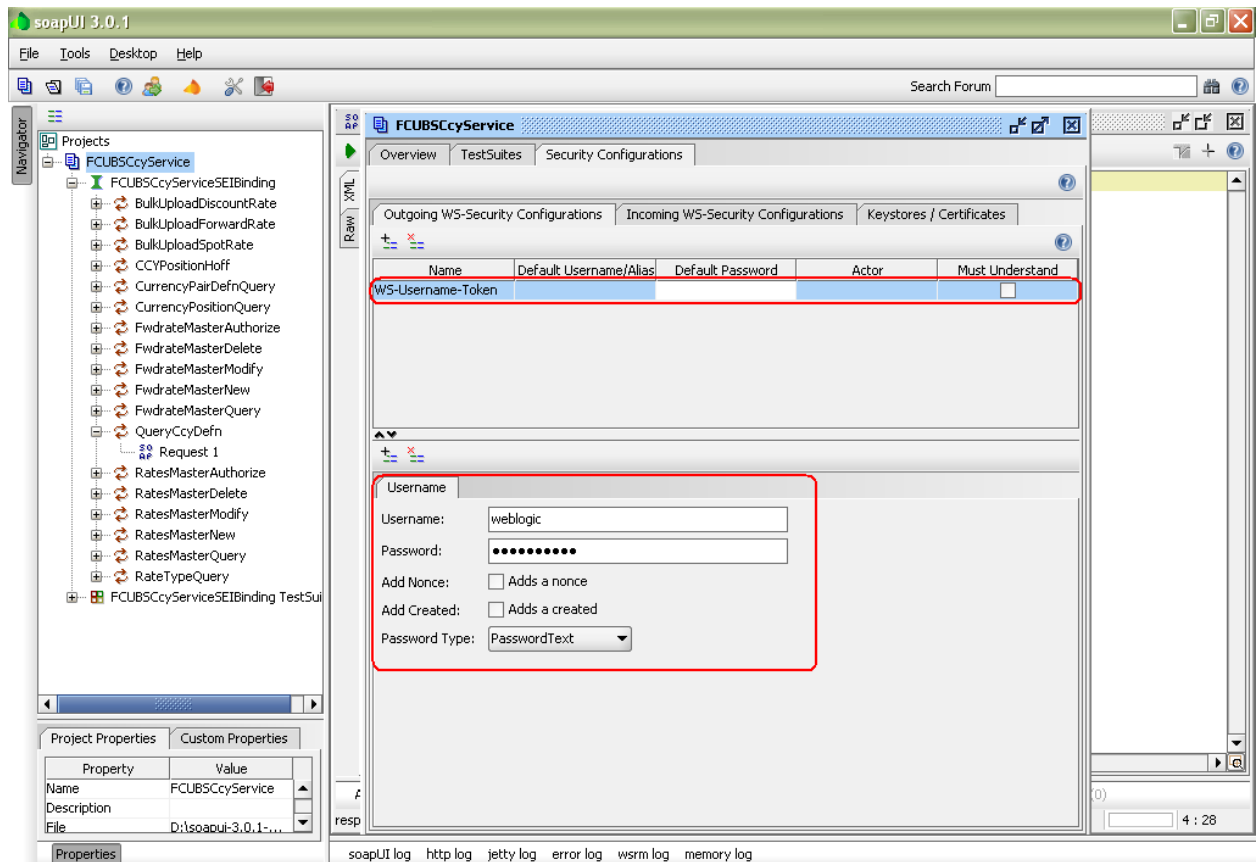 soapUI 3.0.1
File Tools Desktop Help
Search Forum
Navigator
Projects
FCUBSCcyService
FCUBSCcyServiceSEIBinding
BulkUploadDiscountRate
BulkUploadForwardRate
BulkUploadSpotRate
CCYPositionHoff
CurrencyPairDefnQuery
CurrencyPositionQuery
FwdrateMasterAuthorize
FwdrateMasterDelete
FwdrateMasterModify
FwdrateMasterNew
FwdrateMasterQuery
QueryCcyDefn
SOAP Request 1
RatesMasterAuthorize
RatesMasterDelete
RatesMasterModify
RatesMasterNew
RatesMasterQuery
RateTypeQuery
FCUBSCcyServiceSEIBinding TestSui
Project Properties Custom Properties
Property Value
Name FCUBSCcyService
Description
File D:\soapui-3.0.1-...
Properties
SOAP
XML
Raw
FCUBSCcyService
Overview TestSuites Security Configurations
Outgoing WS-Security Configurations Incoming WS-Security Configurations Keystores / Certificates
Name Default Username/Alias Default Password Actor Must Understand
WS-Username-Token
Username
Username: weblogic
Password: ●●●●●●●●●●
Add Nonce: Adds a nonce
Add Created: Adds a created
Password Type: PasswordText
(0)
resp
4 : 28
soapUI log http log jetty log error log wsrm log memory log